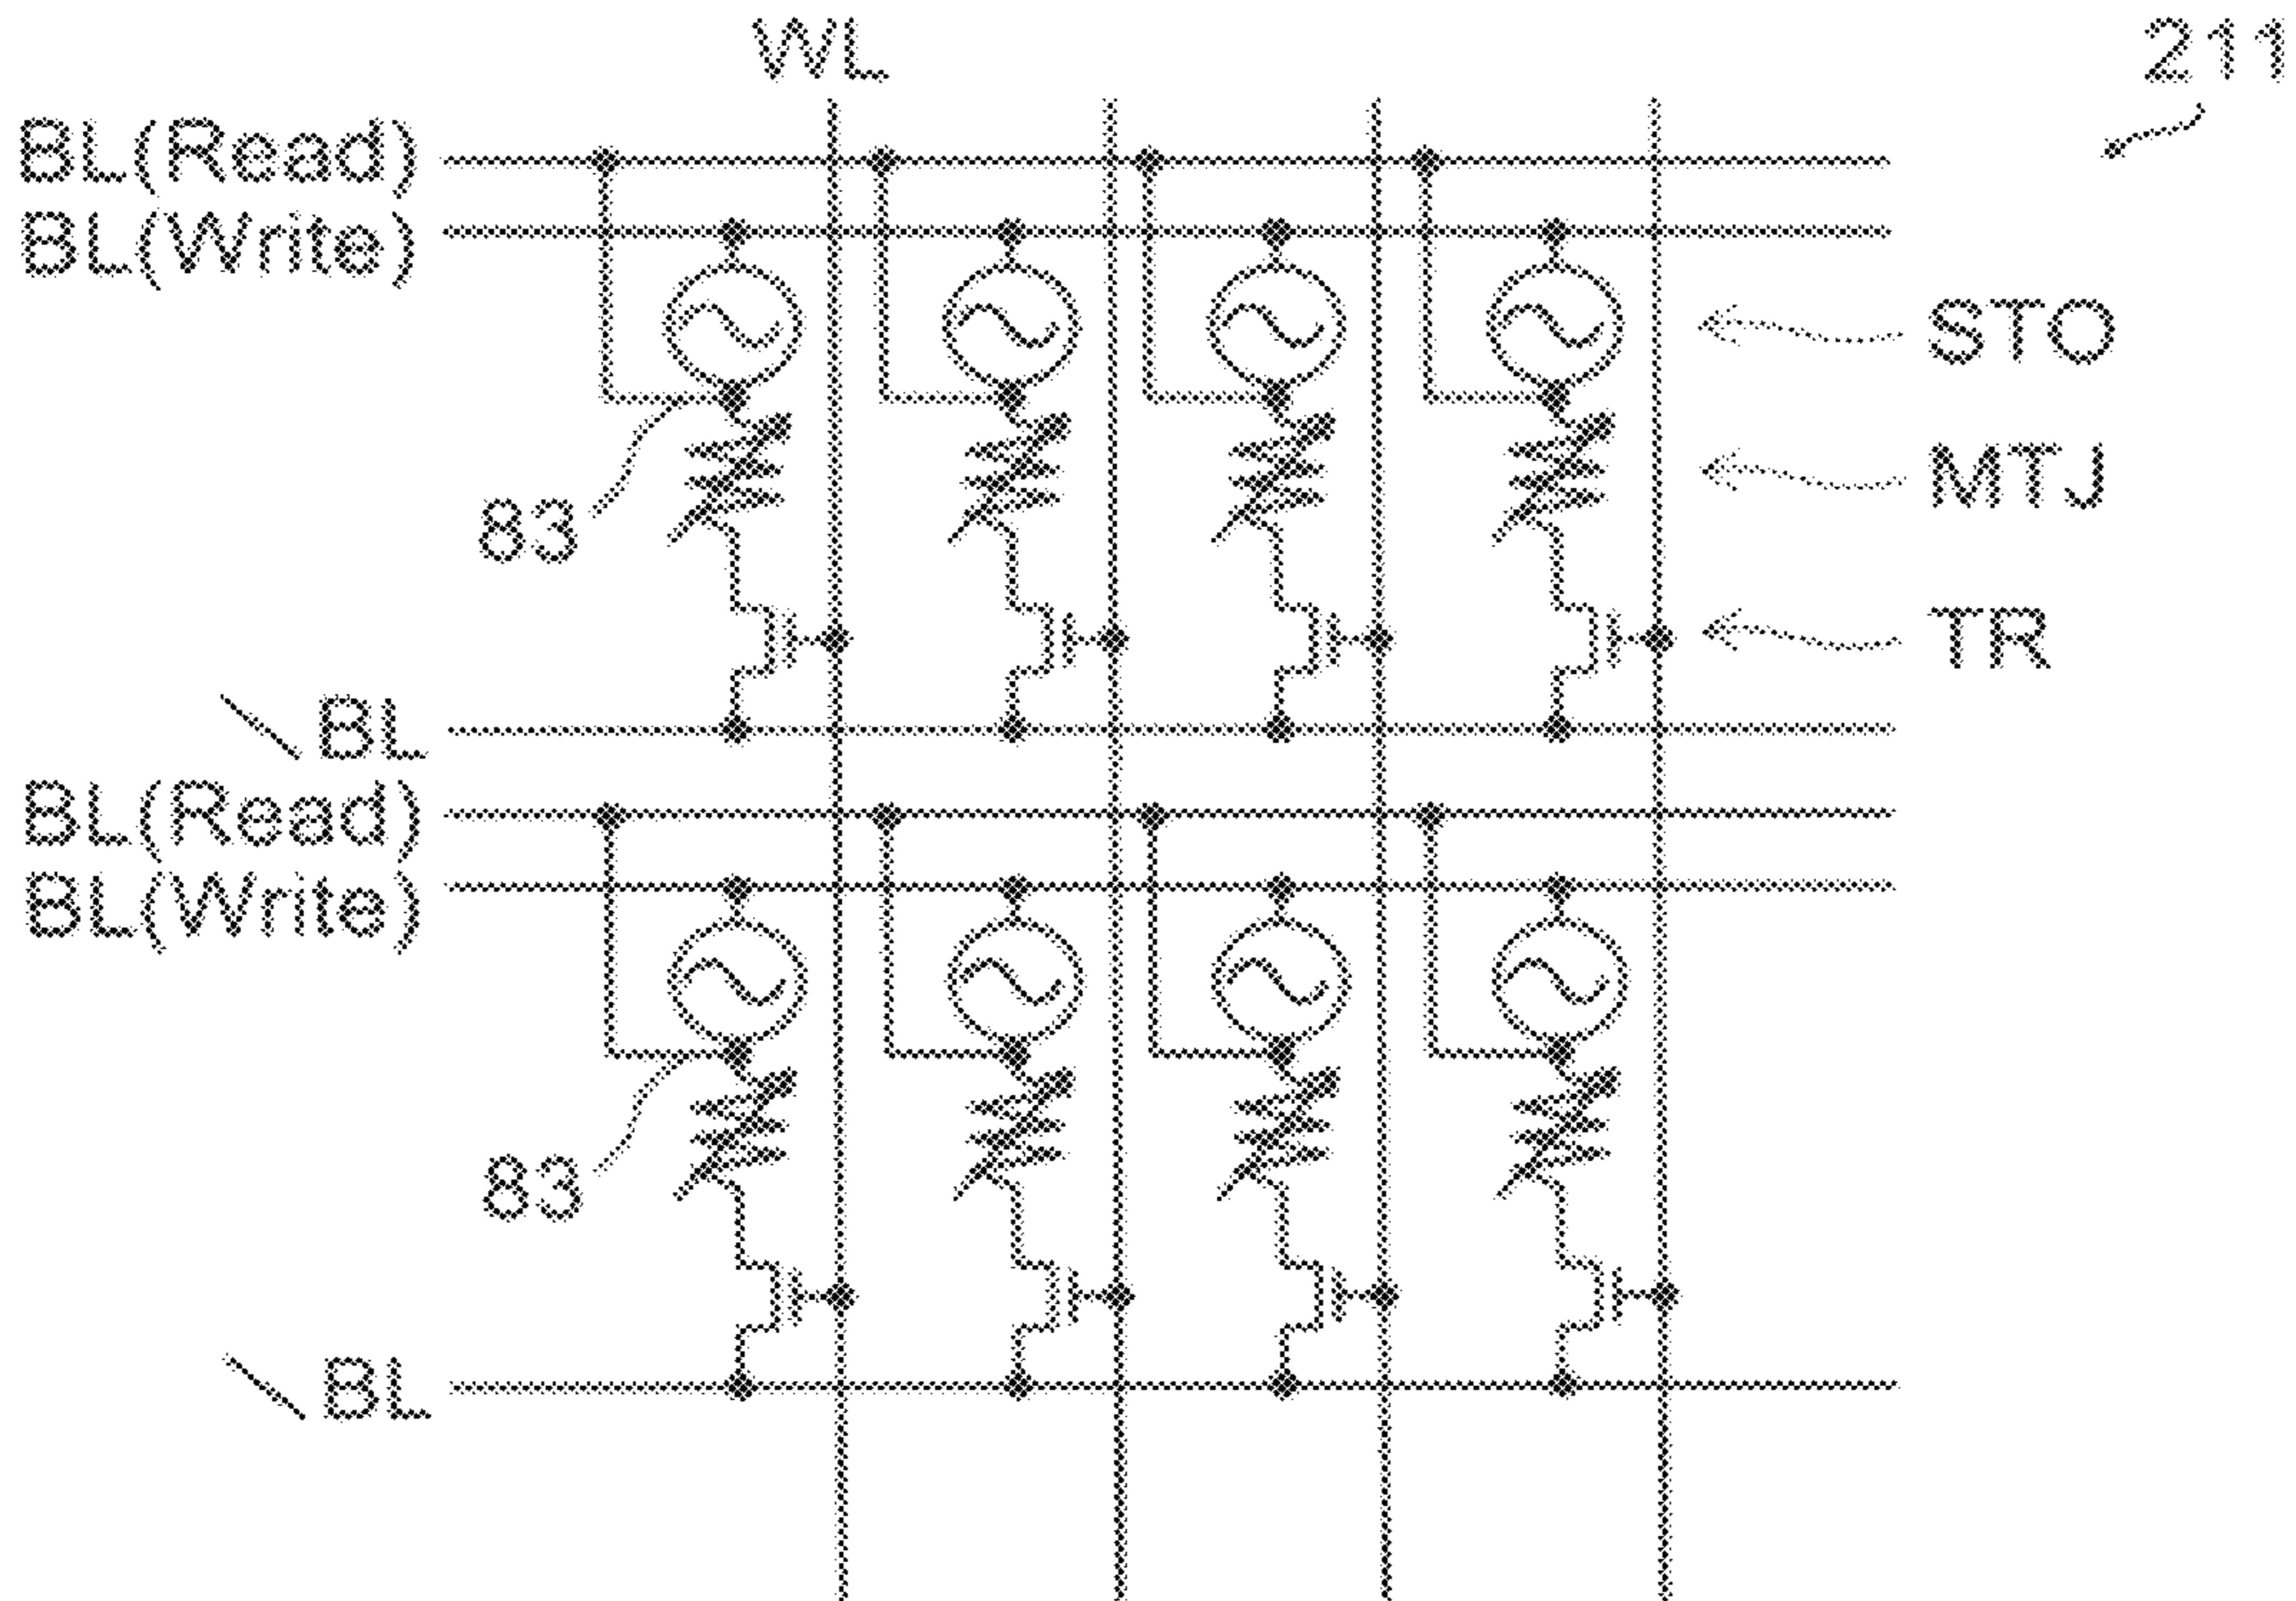 WL
211
BL(Read)
BL(Write)
STO
MTJ
83
TR
\BL
BL(Read)
BL(Write)
83
\BL